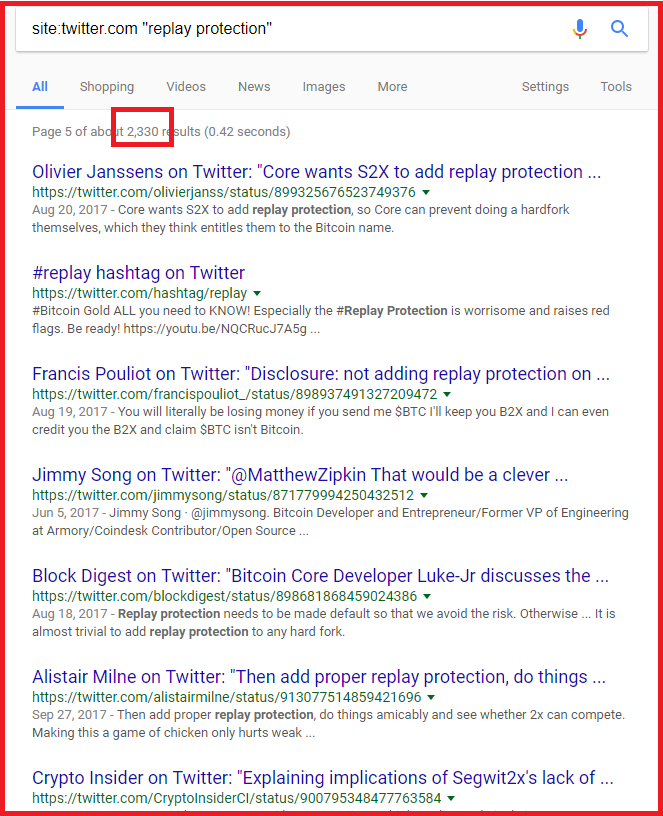 site:twitter.com "replay protection"
All Shopping Videos News Images More Settings Tools
Page 5 of about 2,330 results (0.42 seconds)
Olivier Janssens on Twitter: "Core wants S2X to add replay protection ...
https://twitter.com/olivierjanss/status/899325676523749376
Aug 20, 2017 - Core wants S2X to add replay protection, so Core can prevent doing a hardfork
themselves, which they think entitles them to the Bitcoin name.
#replay hashtag on Twitter
https://twitter.com/hashtag/replay
#Bitcoin Gold ALL you need to KNOW! Especially the #Replay Protection is worrisome and raises red
flags. Be ready! https://youtu.be/NQCRucJ7A5g ...
Francis Pouliot on Twitter: "Disclosure: not adding replay protection on ...
https://twitter.com/francispouliot_/status/898937491327209472
Aug 19, 2017 - You will literally be losing money if you send me $BTC I'll keep you B2X and I can even
credit you the B2X and claim $BTC isn't Bitcoin.
Jimmy Song on Twitter: "@MatthewZipkin That would be a clever ...
https://twitter.com/jimmysong/status/871779994250432512
Jun 5, 2017 - Jimmy Song · @jimmysong. Bitcoin Developer and Entrepreneur/Former VP of Engineering
at Armory/Coindesk Contributor/Open Source ...
Block Digest on Twitter: "Bitcoin Core Developer Luke-Jr discusses the ...
https://twitter.com/blockdigest/status/898681868459024386
Aug 18, 2017 - Replay protection needs to be made default so that we avoid the risk. Otherwise ... It is
almost trivial to add replay protection to any hard fork.
Alistair Milne on Twitter: "Then add proper replay protection, do things ...
https://twitter.com/alistairmilne/status/913077514859421696
Sep 27, 2017 - Then add proper replay protection, do things amicably and see whether 2x can compete.
Making this a game of chicken only hurts weak ...
Crypto Insider on Twitter: "Explaining implications of Segwit2x's lack of ...
https://twitter.com/CryptoInsiderCI/status/900795348477763584